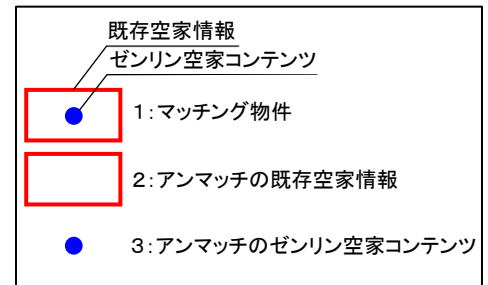 既存空家情報
ゼンリン空家コンテンツ
1:マッチング物件
2:アンマッチの既存空家情報
3:アンマッチのゼンリン空家コンテンツ